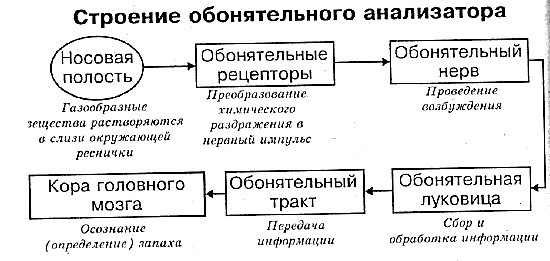 Строение обонятельного анализатора
Носовая
полость
Газообразные
вещества растворяются
в слизи окружающей
реснички
Обонятельные
рецепторы
Преобразование
химического
раздражения в
нервный импульс
Обонятельный
нерв
Проведение
возбуждения
Обонятельная
луковица
Сбор и
обработка информации
Обонятельный
тракт
Передача
информации
Кора головного
мозга
Осознание
(определение) запаха